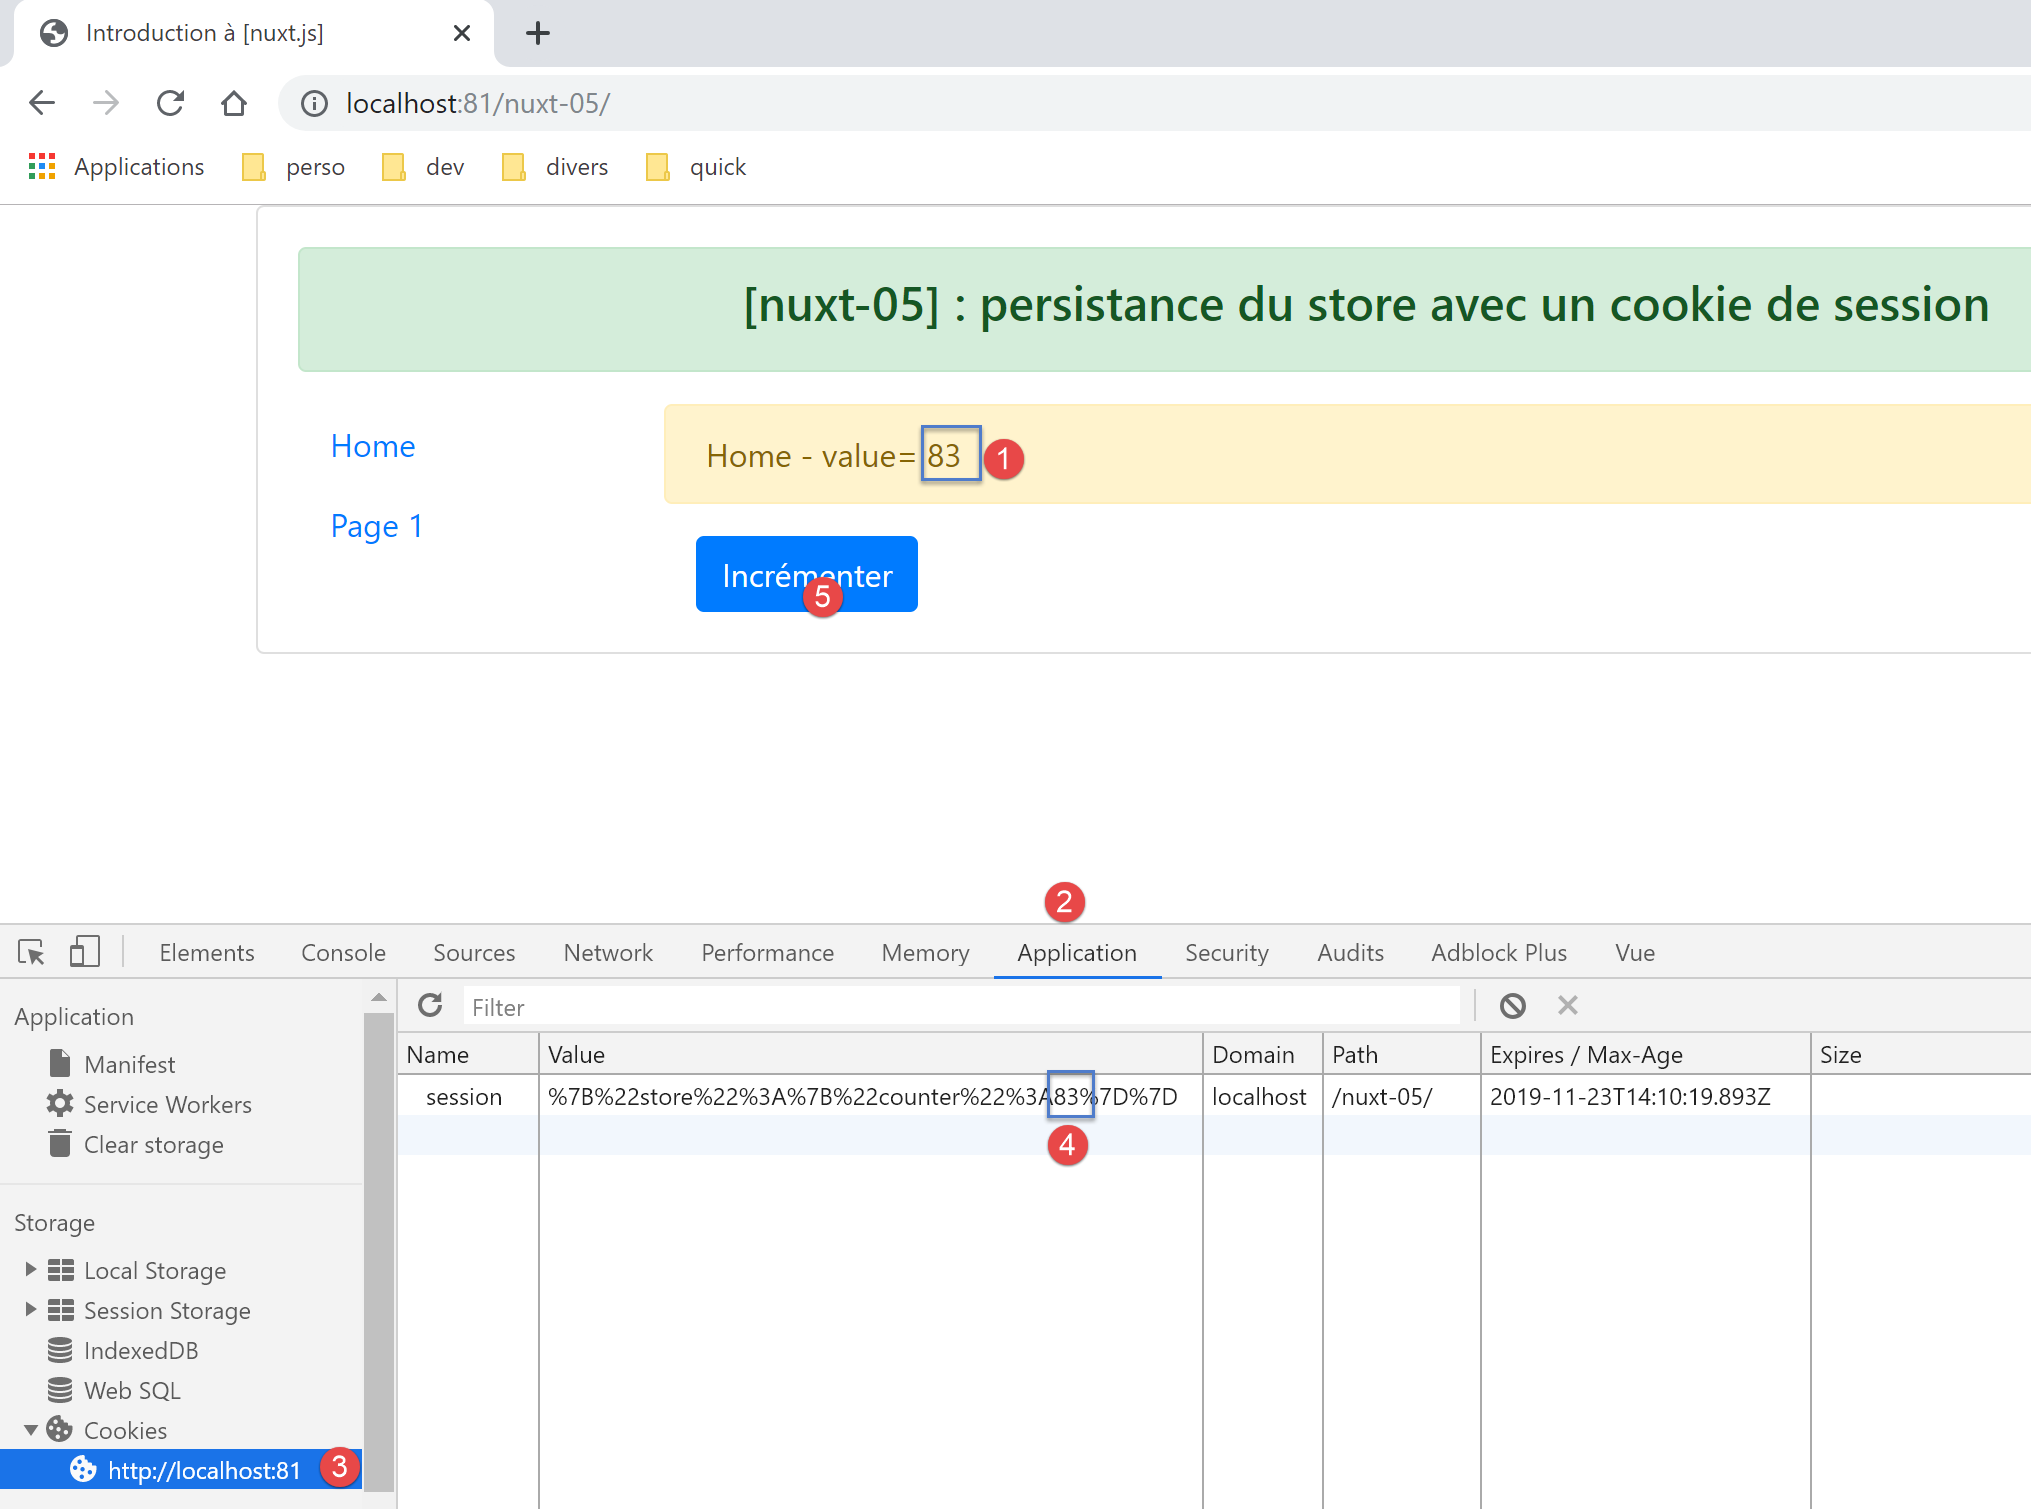 Introduction à [nuxt.js]
localhost:81/nuxt-05/
Applications perso dev divers quick
[nuxt-05] : persistance du store avec un cookie de session
Home
Home - value= 83 1
Page 1
Incrémenter
5
2
Elements Console Sources Network Performance Memory Application Security Audits Adblock Plus Vue
Application
Filter
Manifest
Service Workers
Clear storage
Name Value Domain Path Expires / Max-Age Size
session %7B%22store%22%3A%7B%22counter%22%3A83%7D%7D localhost /nuxt-05/ 2019-11-23T14:10:19.893Z
4
Storage
Local Storage
Session Storage
IndexedDB
Web SQL
Cookies
http://localhost:81 3